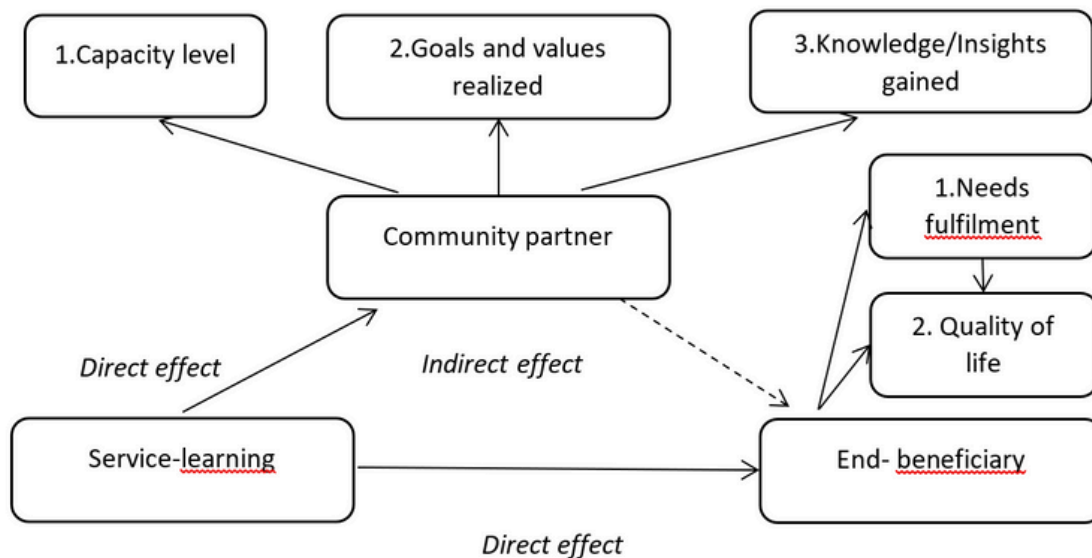 1.Capacity level
2.Goals and values
realized
3.Knowledge/Insights
gained
1.Needs
fulfilment
Community partner
2. Quality of
life
Direct effect
Indirect effect
Service-learning
End- beneficiary
Direct effect